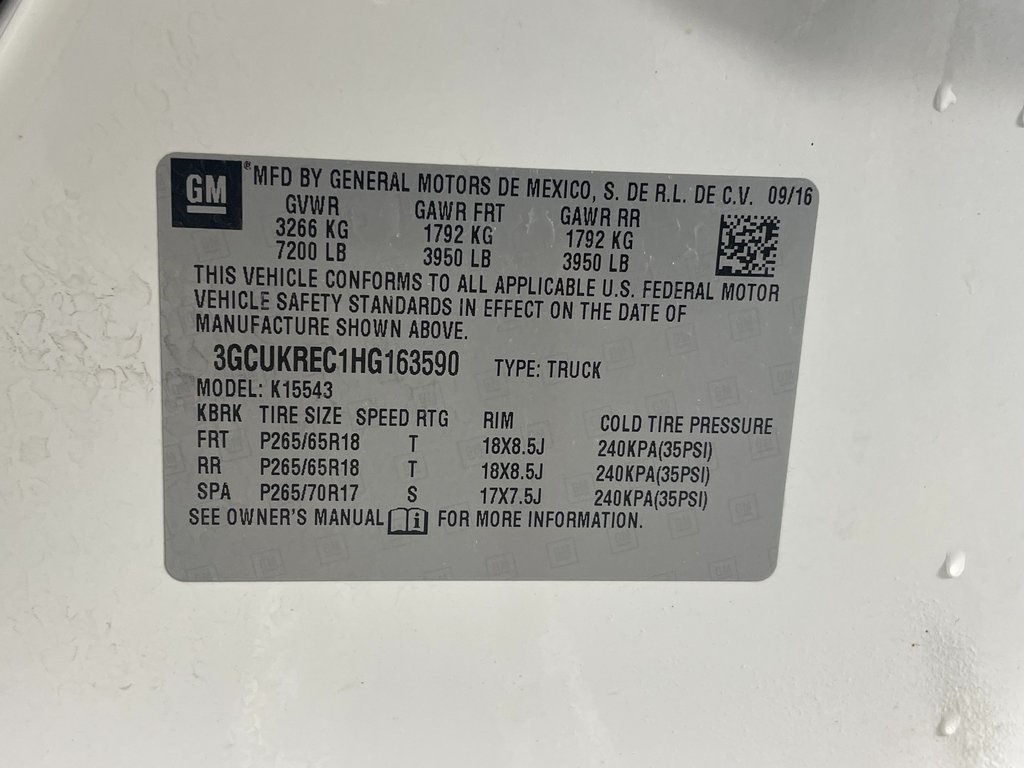 GM ® MFD BY GENERAL MOTORS DE MEXICO, S. DE R.L. DE C.V. 09/16
GVWR GAWR FRT GAWR RR
3266 KG 1792 KG 1792 KG
7200 LB 3950 LB 3950 LB
THIS VEHICLE CONFORMS TO ALL APPLICABLE U.S. FEDERAL MOTOR
VEHICLE SAFETY STANDARDS IN EFFECT ON THE DATE OF
MANUFACTURE SHOWN ABOVE.
3GCUKREC1HG163590 TYPE: TRUCK
MODEL: K15543
KBRK TIRE SIZE SPEED RTG RIM COLD TIRE PRESSURE
FRT P265/65R18 T 18X8.5J 240KPA(35PSI)
RR P265/65R18 T 18X8.5J 240KPA(35PSI)
SPA P265/70R17 S 17X7.5J 240KPA(35PSI)
SEE OWNER'S MANUAL i FOR MORE INFORMATION.